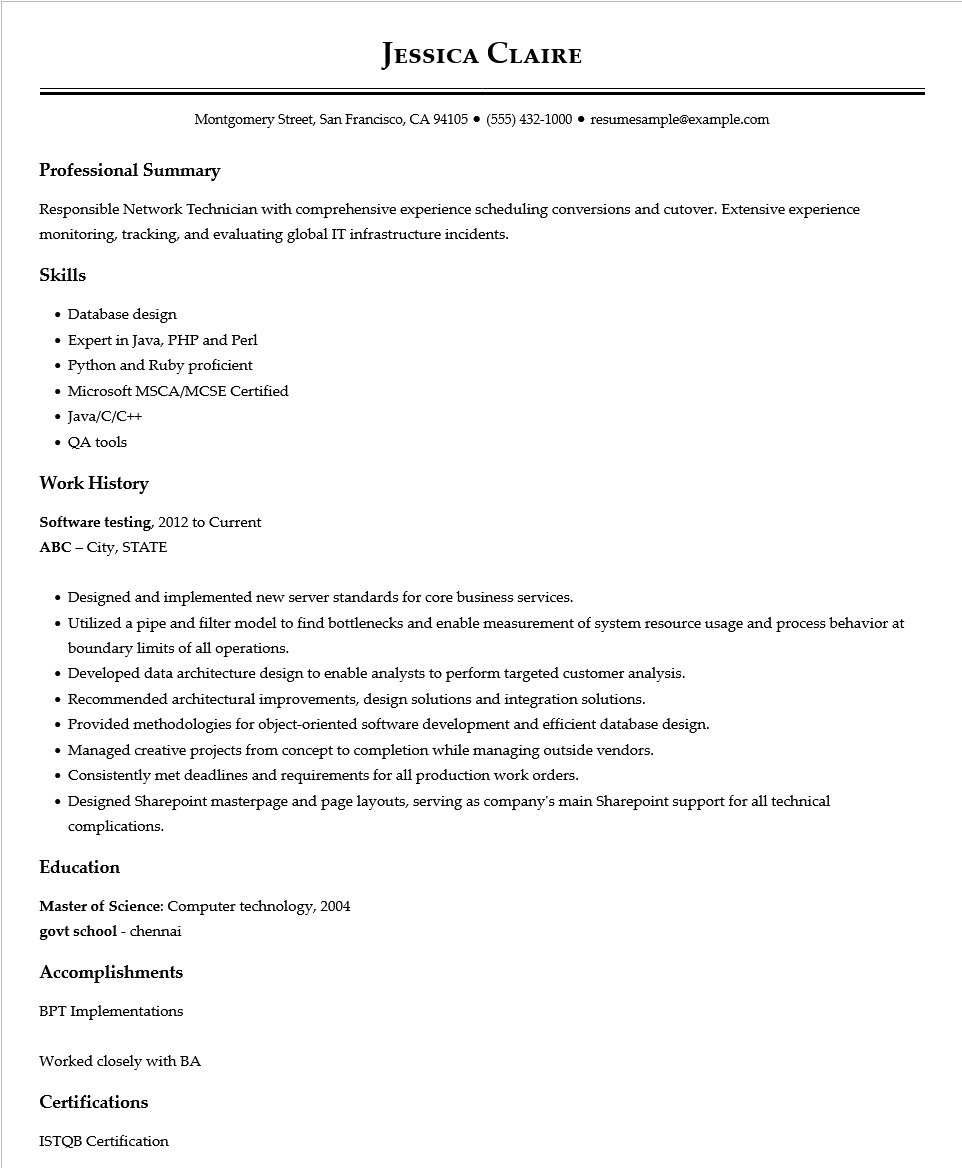 Jessica Claire
Montgomery Street, San Francisco, CA 94105 ● (555) 432-1000 ● resumesample@example.com
Professional Summary
Responsible Network Technician with comprehensive experience scheduling conversions and cutover. Extensive experience
monitoring, tracking, and evaluating global IT infrastructure incidents.
Skills
• Database design
• Expert in Java, PHP and Perl
• Python and Ruby proficient
• Microsoft MSCA/MCSE Certified
• Java/C/C++
• QA tools
Work History
Software testing, 2012 to Current
ABC – City, STATE
• Designed and implemented new server standards for core business services.
• Utilized a pipe and filter model to find bottlenecks and enable measurement of system resource usage and process behavior at
boundary limits of all operations.
• Developed data architecture design to enable analysts to perform targeted customer analysis.
• Recommended architectural improvements, design solutions and integration solutions.
• Provided methodologies for object-oriented software development and efficient database design.
• Managed creative projects from concept to completion while managing outside vendors.
• Consistently met deadlines and requirements for all production work orders.
• Designed Sharepoint masterpage and page layouts, serving as company's main Sharepoint support for all technical
complications.
Education
Master of Science: Computer technology, 2004
govt school - chennai
Accomplishments
BPT Implementations
Worked closely with BA
Certifications
ISTQB Certification